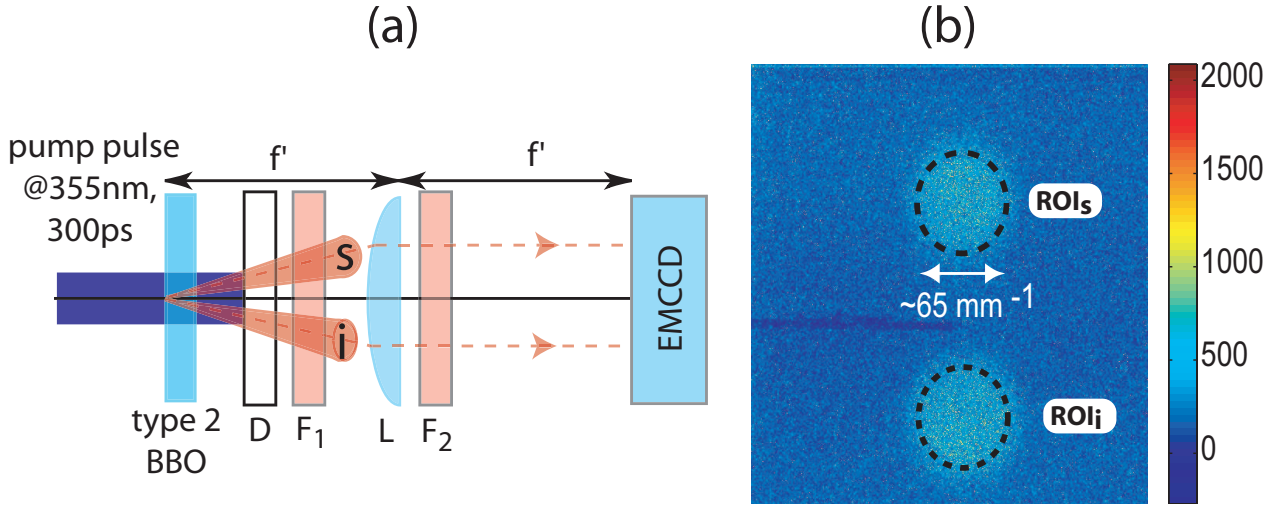 (a)
pump pulse
@355nm,
300ps
f'
f'
s
i
EMCCD
type 2
BBO
D
F1
L
F2
(b)
ROIs
~65 mm -1
ROIi
2000
1500
1000
500
0